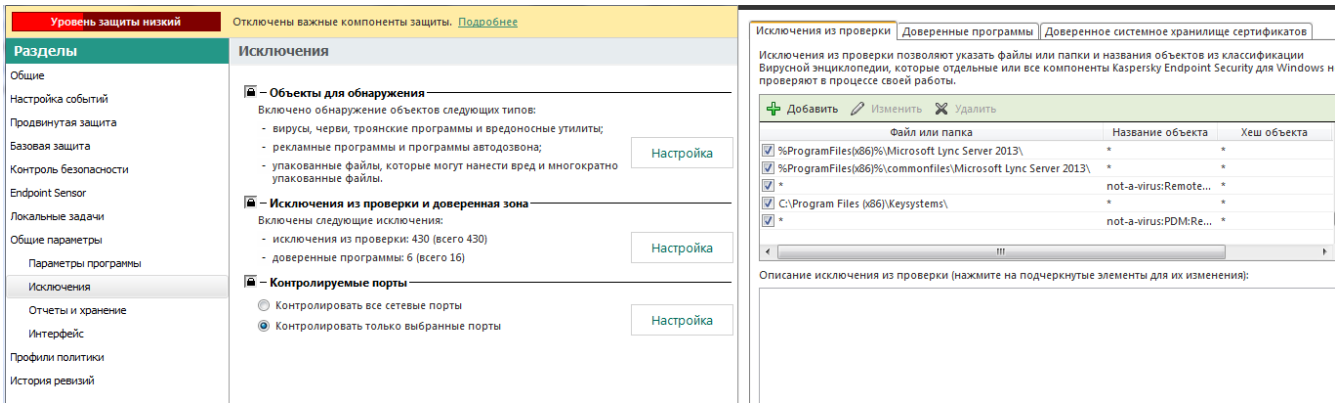 Уровень защиты низкий
Отключены важные компоненты защиты. Подробнее
Разделы
Общие
Настройка событий
Продвинутая защита
Базовая защита
Контроль безопасности
Endpoint Sensor
Локальные задачи
Общие параметры
Параметры программы
Исключения
Отчеты и хранение
Интерфейс
Профили политики
История ревизий
Исключения
Объекты для обнаружения
Включено обнаружение объектов следующих типов:
- вирусы, черви, троянские программы и вредоносные утилиты;
- рекламные программы и программы автодозвона;
- упакованные файлы, которые могут нанести вред и многократно
упакованные файлы.
Настройка
Исключения из проверки и доверенная зона
Включены следующие исключения:
- исключения из проверки: 430 (всего 430)
- доверенные программы: 6 (всего 16)
Настройка
Контролируемые порты
Контролировать все сетевые порты
Контролировать только выбранные порты
Настройка
Исключения из проверки Доверенные программы Доверенное системное хранилище сертификатов
Исключения из проверки позволяют указать файлы или папки и названия объектов из классификации
Вирусной энциклопедии, которые отдельные или все компоненты Kaspersky Endpoint Security для Windows н
проверяют в процессе своей работы.
Добавить Изменить Удалить
Файл или папка Название объекта Хеш объекта
%ProgramFiles(x86)%\Microsoft Lync Server 2013\ * *
%ProgramFiles(x86)%\commonfiles\Microsoft Lync Server 2013\ * *
* not-a-virus:Remote... *
C:\Program Files (x86)\Keysystems\ * *
* not-a-virus:PDM:Re... *
Описание исключения из проверки (нажмите на подчеркнутые элементы для их изменения):